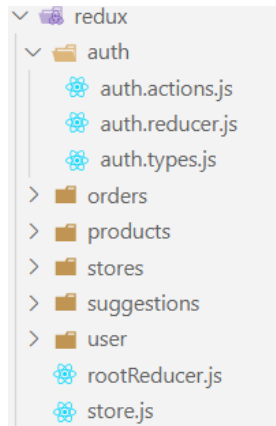 redux
auth
auth.actions.js
auth.reducer.js
auth.types.js
orders
products
stores
suggestions
user
rootReducer.js
store.js